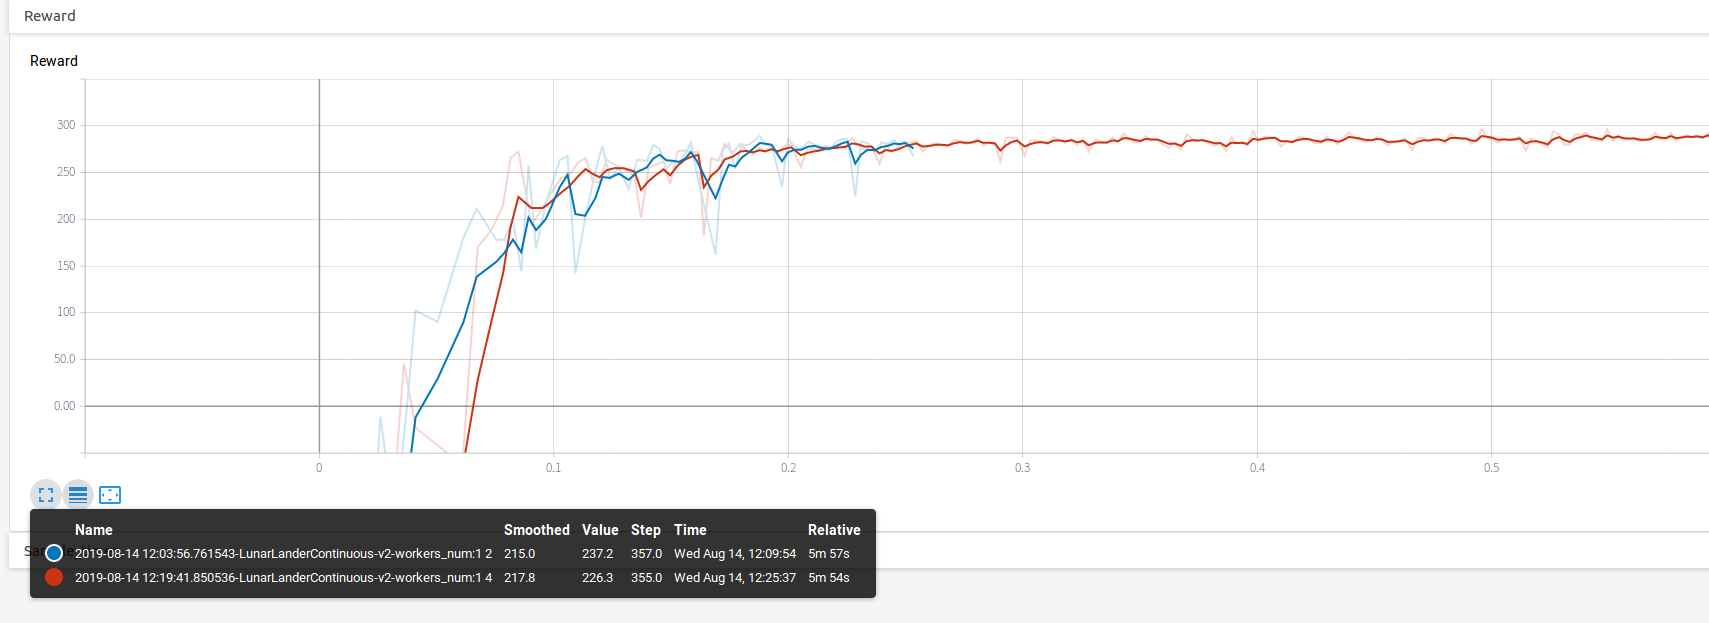 Reward
Reward
300
250
200
150
100
50.0
0.00
0 0.1 0.2 0.3 0.4 0.5
Name Smoothed Value Step Time Relative
2019-08-14 12:03:56.761543-LunarLanderContinuous-v2-workers_num:1 2 215.0 237.2 357.0 Wed Aug 14, 12:09:54 5m 57s
2019-08-14 12:19:41.850536-LunarLanderContinuous-v2-workers_num:1 4 217.8 226.3 355.0 Wed Aug 14, 12:25:37 5m 54s